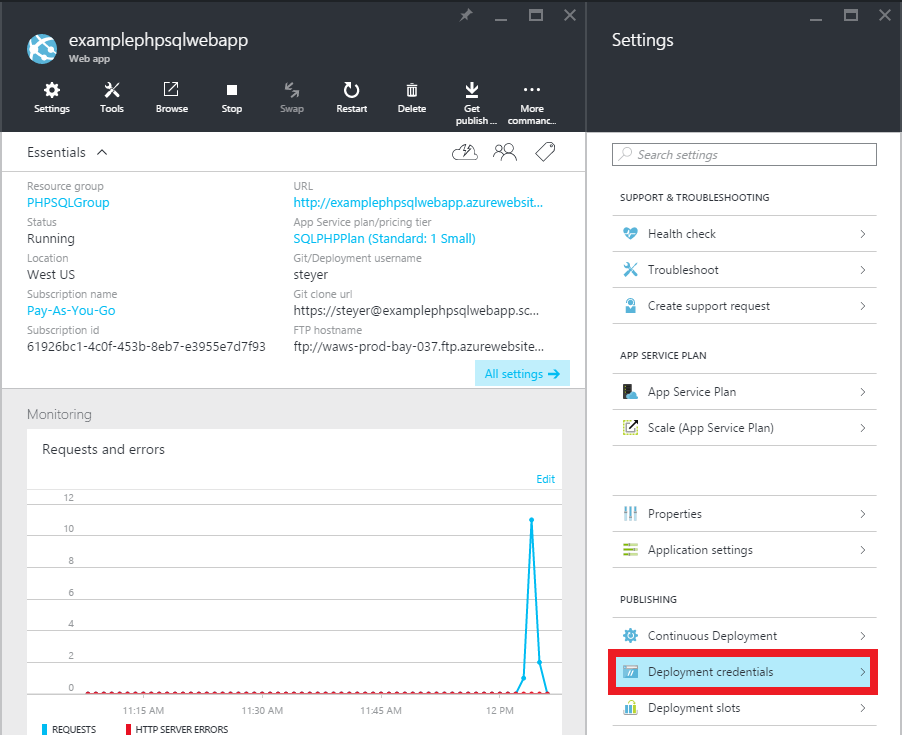 examplephpsqlwebapp
Web app
Settings
Tools
Browse
Stop
Swap
Restart
Delete
Get
publish ...
More
commanc...
Essentials
Resource group
PHPSQLGroup
Status
Running
Location
West US
Subscription name
Pay-As-You-Go
Subscription id
61926bc1-4c0f-453b-8eb7-e3955e7d7f93
URL
http://examplephpsqlwebapp.azurewebsit...
App Service plan/pricing tier
SQLPHPPlan (Standard: 1 Small)
Git/Deployment username
steyer
Git clone url
https://steyer@examplephpsqlwebapp.sc...
FTP hostname
ftp://waws-prod-bay-037.ftp.azurewebsite...
All settings
Monitoring
Requests and errors
Edit
12
10
8
6
4
2
0
11:15 AM
11:30 AM
11:45 AM
12 PM
REQUESTS
HTTP SERVER ERRORS
Settings
Search settings
SUPPORT & TROUBLESHOOTING
Health check
Troubleshoot
Create support request
APP SERVICE PLAN
App Service Plan
Scale (App Service Plan)
Properties
Application settings
PUBLISHING
Continuous Deployment
Deployment credentials
Deployment slots